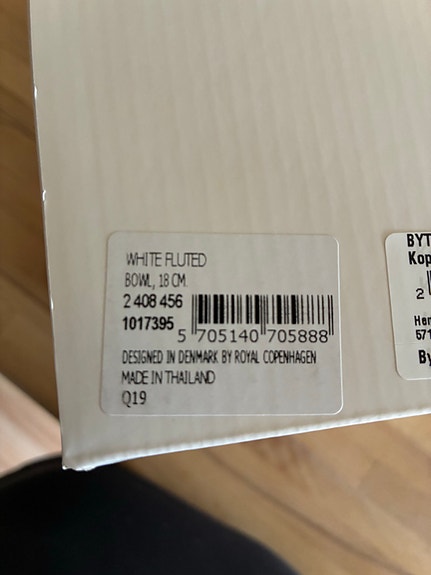 WHITE FLUTED
BOWL, 18 CM.
2 408 456
1017395
5 705140 705888
DESIGNED IN DENMARK BY ROYAL COPENHAGEN
MADE IN THAILAND
Q19
BYT
Kop
2
Her
571
By